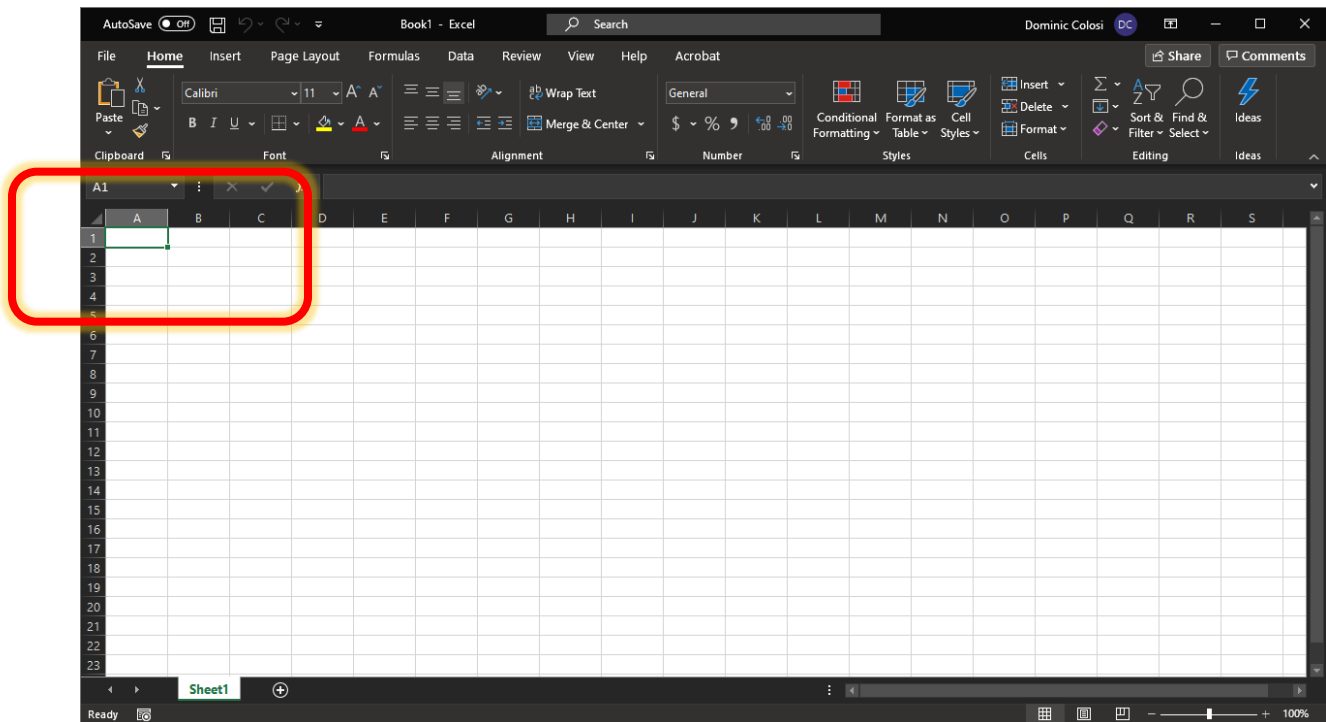 AutoSave Off Book1 - Excel Search Dominic Colosi DC
File Home Insert Page Layout Formulas Data Review View Help Acrobat Share Comments
Calibri 11 A A ab Wrap Text General Insert Σ A Z
Paste B I U A Merge & Center $ % 9 .00 .00 Conditional Formatting Format as Table Cell Styles Delete Format Sort & Filter Find & Select Ideas
Clipboard Font Alignment Number Styles Cells Editing Ideas
A1
A B C D E F G H I J K L M N O P Q R S
1
2
3
4
5
6
7
8
9
10
11
12
13
14
15
16
17
18
19
20
21
22
23
Sheet1
Ready 100%